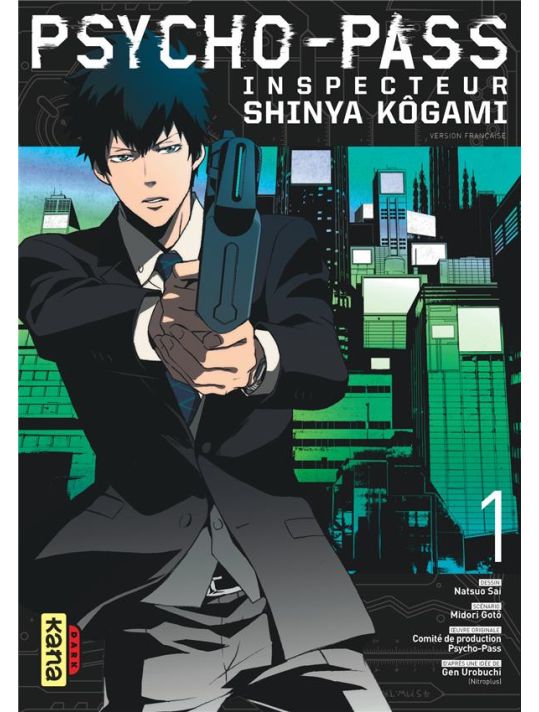 PSYCHO-PASS
INSPECTEUR
SHINYA KÔGAMI
VERSION FRANÇAISE
1
DESSIN
Natsuo Sai
SCÉNARIO
Midori Gotô
ŒUVRE ORIGINALE
Comité de production
Psycho-Pass
D'APRÈS UNE IDÉE DE
Gen Urobuchi
(Nitroplus)
kana
DARK